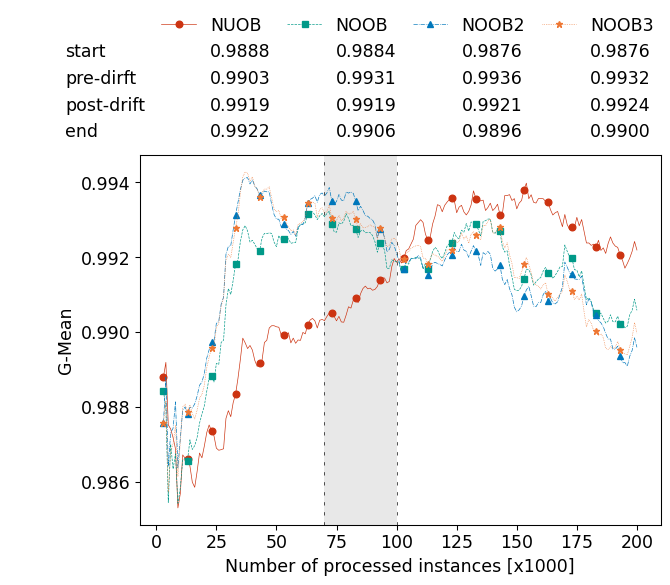 NUOB NOOB NOOB2 NOOB3
start 0.9888 0.9884 0.9876 0.9876
pre-dirft 0.9903 0.9931 0.9936 0.9932
post-drift 0.9919 0.9919 0.9921 0.9924
end 0.9922 0.9906 0.9896 0.9900
0.994
0.992
0.990
0.988
0.986
G-Mean
0 25 50 75 100 125 150 175 200
Number of processed instances [x1000]